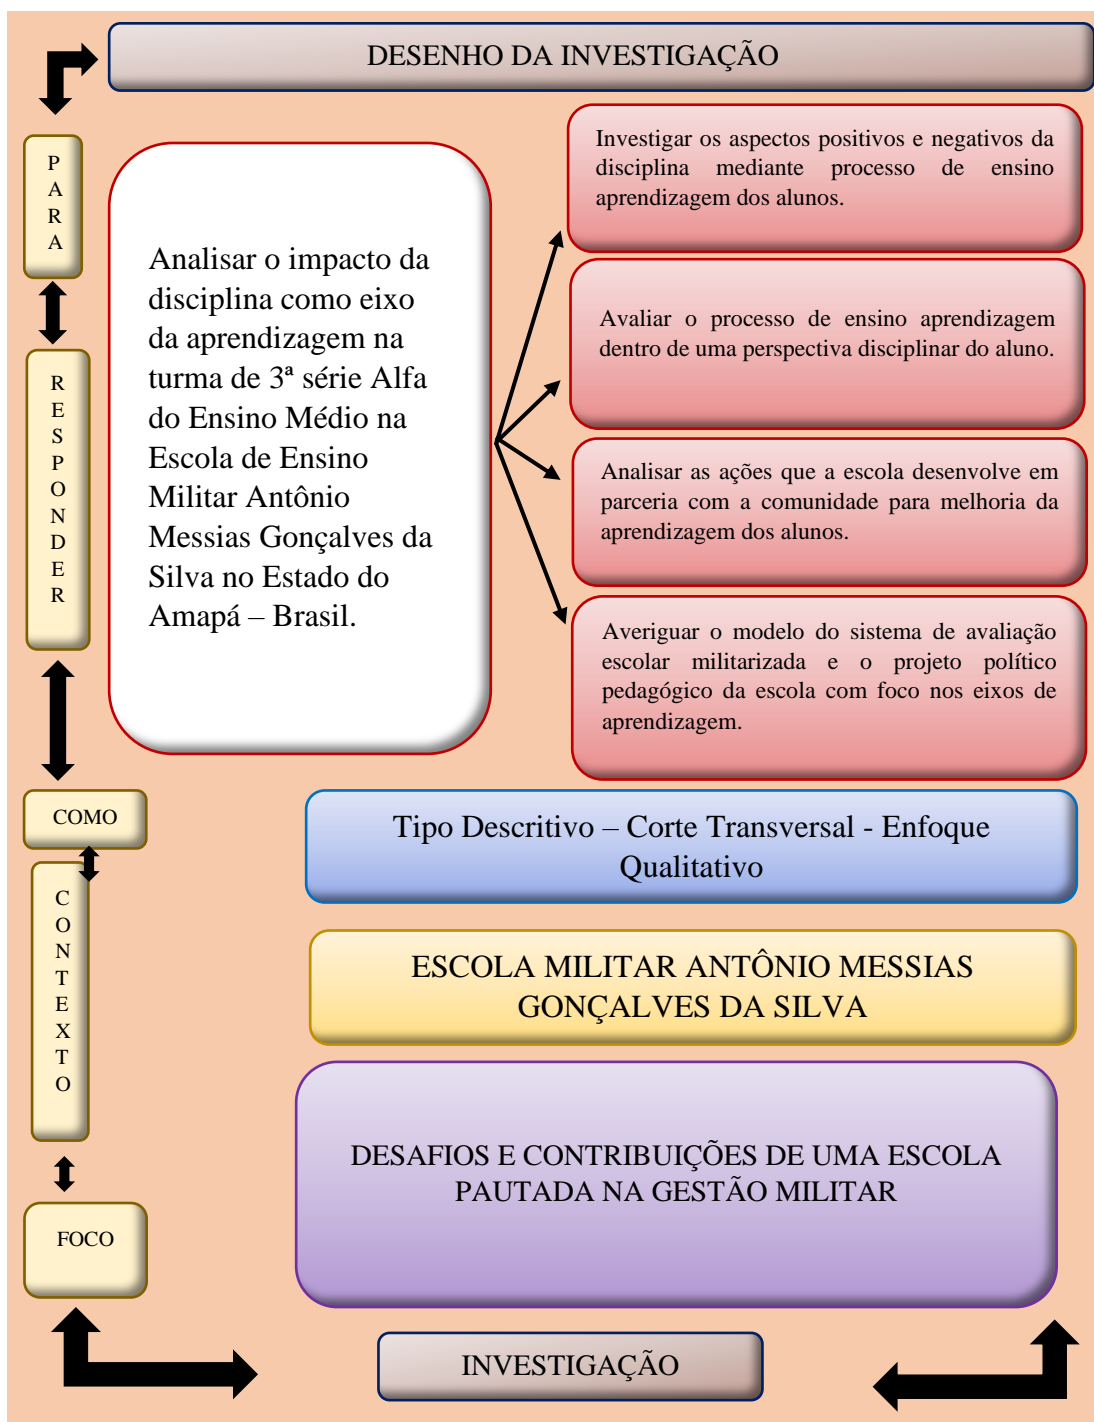 DESENHO DA INVESTIGAÇÃO
P
A
R
A
R
E
S
P
O
N
D
E
R
Analisar o impacto da
disciplina como eixo
da aprendizagem na
turma de 3ª série Alfa
do Ensino Médio na
Escola de Ensino
Militar Antônio
Messias Gonçalves da
Silva no Estado do
Amapá – Brasil.
Investigar os aspectos positivos e negativos da
disciplina mediante processo de ensino
aprendizagem dos alunos.
Avaliar o processo de ensino aprendizagem
dentro de uma perspectiva disciplinar do aluno.
Analisar as ações que a escola desenvolve em
parceria com a comunidade para melhoria da
aprendizagem dos alunos.
Averiguar o modelo do sistema de avaliação
escolar militarizada e o projeto político
pedagógico da escola com foco nos eixos de
aprendizagem.
COMO
Tipo Descritivo – Corte Transversal - Enfoque
Qualitativo
C
O
N
T
E
X
T
O
ESCOLA MILITAR ANTÔNIO MESSIAS
GONÇALVES DA SILVA
FOCO
DESAFIOS E CONTRIBUIÇÕES DE UMA ESCOLA
PAUTADA NA GESTÃO MILITAR
INVESTIGAÇÃO